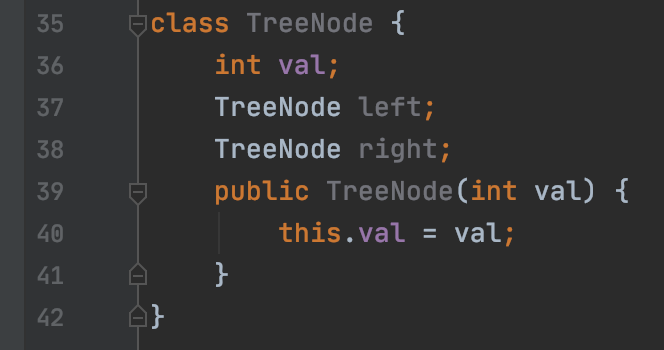 35 class TreeNode {
36     int val;
37     TreeNode left;
38     TreeNode right;
39     public TreeNode(int val) {
40         this.val = val;
41     }
42 }